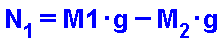 N₁ = M1·g − M₂·g